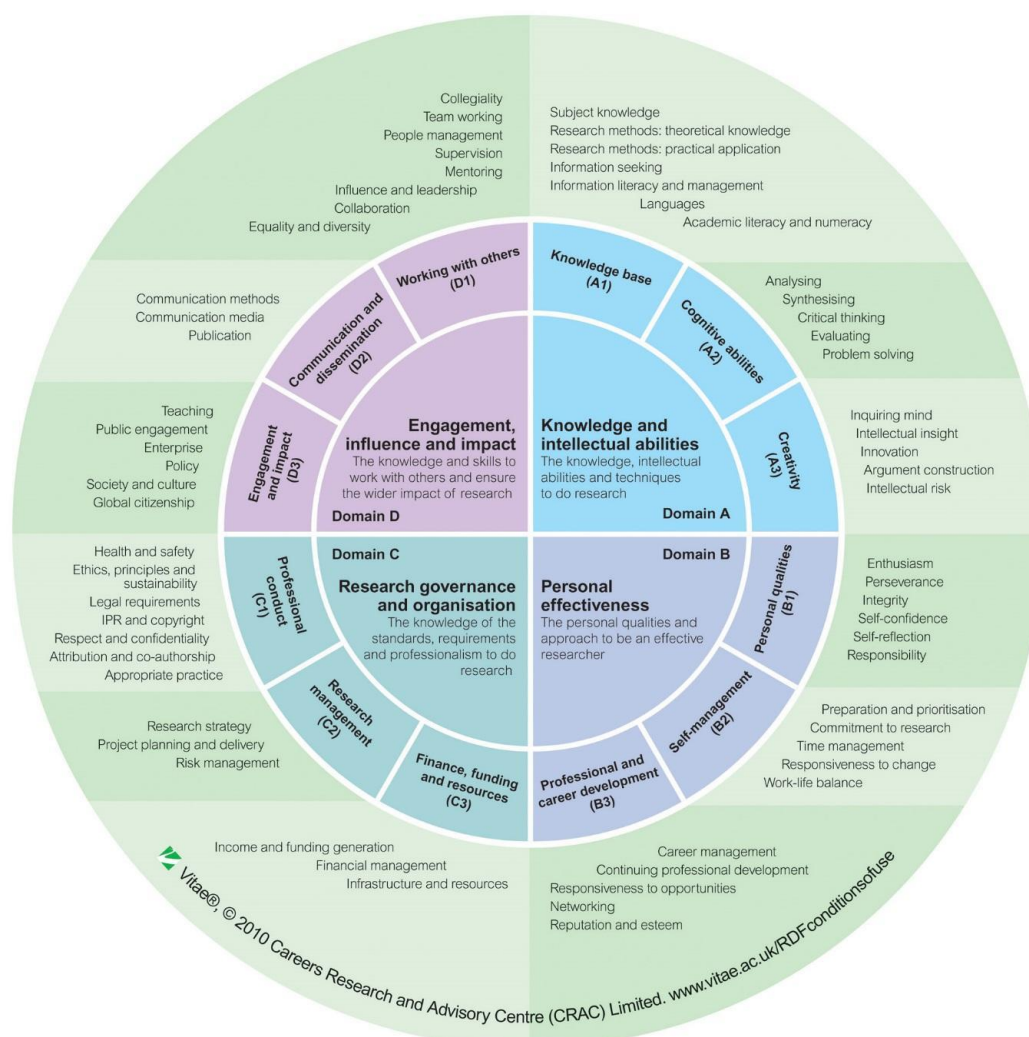 Collegiality
Team working
People management
Supervision
Mentoring
Influence and leadership
Collaboration
Equality and diversity
Subject knowledge
Research methods: theoretical knowledge
Research methods: practical application
Information seeking
Information literacy and management
Languages
Academic literacy and numeracy
Working with others
(D1)
Knowledge base
(A1)
Communication methods
Communication media
Publication
Communication and
dissemination
(D2)
Cognitive abilities
(A2)
Analysing
Synthesising
Critical thinking
Evaluating
Problem solving
Teaching
Public engagement
Enterprise
Policy
Society and culture
Global citizenship
Engagement
and impact
(D3)
Engagement,
influence and impact
The knowledge and skills to
work with others and ensure
the wider impact of research
Domain D
Knowledge and
intellectual abilities
The knowledge, intellectual
abilities and techniques
to do research
Domain A
Creativity
(A3)
Inquiring mind
Intellectual insight
Innovation
Argument construction
Intellectual risk
Health and safety
Ethics, principles and
sustainability
Legal requirements
IPR and copyright
Respect and confidentiality
Attribution and co-authorship
Appropriate practice
Professional
conduct
(C1)
Domain C
Research governance
and organisation
The knowledge of the
standards, requirements
and professionalism to do
research
Domain B
Personal
effectiveness
The personal qualities and
approach to be an effective
researcher
Personal qualities
(B1)
Enthusiasm
Perseverance
Integrity
Self-confidence
Self-reflection
Responsibility
Research strategy
Project planning and delivery
Risk management
Research
management
(C2)
Self-management
(B2)
Preparation and prioritisation
Commitment to research
Time management
Responsiveness to change
Work-life balance
Finance, funding
and resources
(C3)
Professional and
career development
(B3)
Income and funding generation
Financial management
Infrastructure and resources
Career management
Continuing professional development
Responsiveness to opportunities
Networking
Reputation and esteem
Vitae®, © 2010 Careers Research and Advisory Centre (CRAC) Limited. www.vitae.ac.uk/RDFconditionsofuse